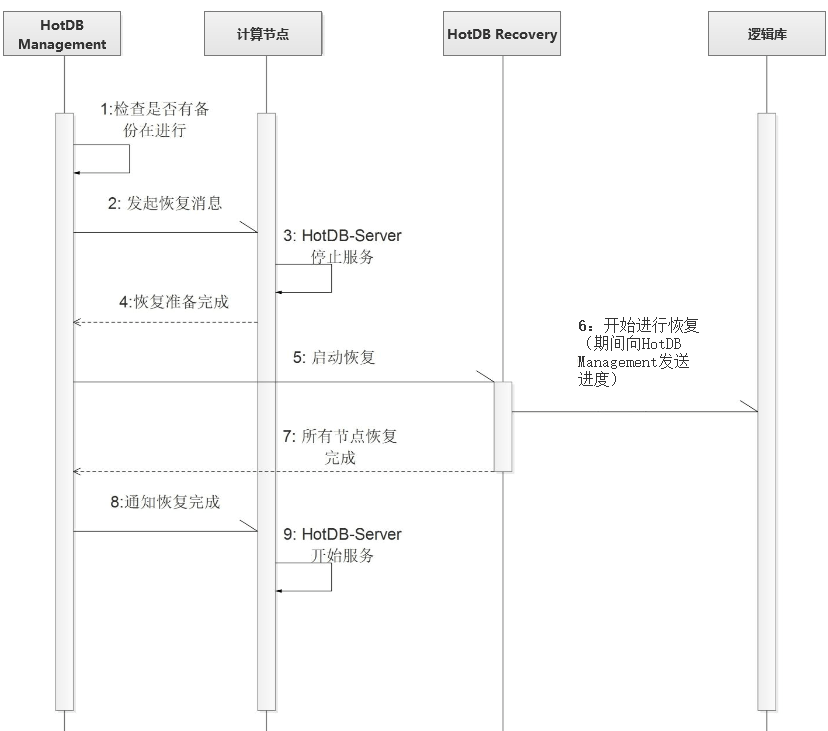 HotDB
Management
计算节点
HotDB Recovery
逻辑库
1:检查是否有备
份在进行
2: 发起恢复消息
3: HotDB-Server
停止服务
4:恢复准备完成
6：开始进行恢复
（期间向HotDB
Management发送
进度）
5: 启动恢复
7: 所有节点恢复
完成
8:通知恢复完成
9: HotDB-Server
开始服务